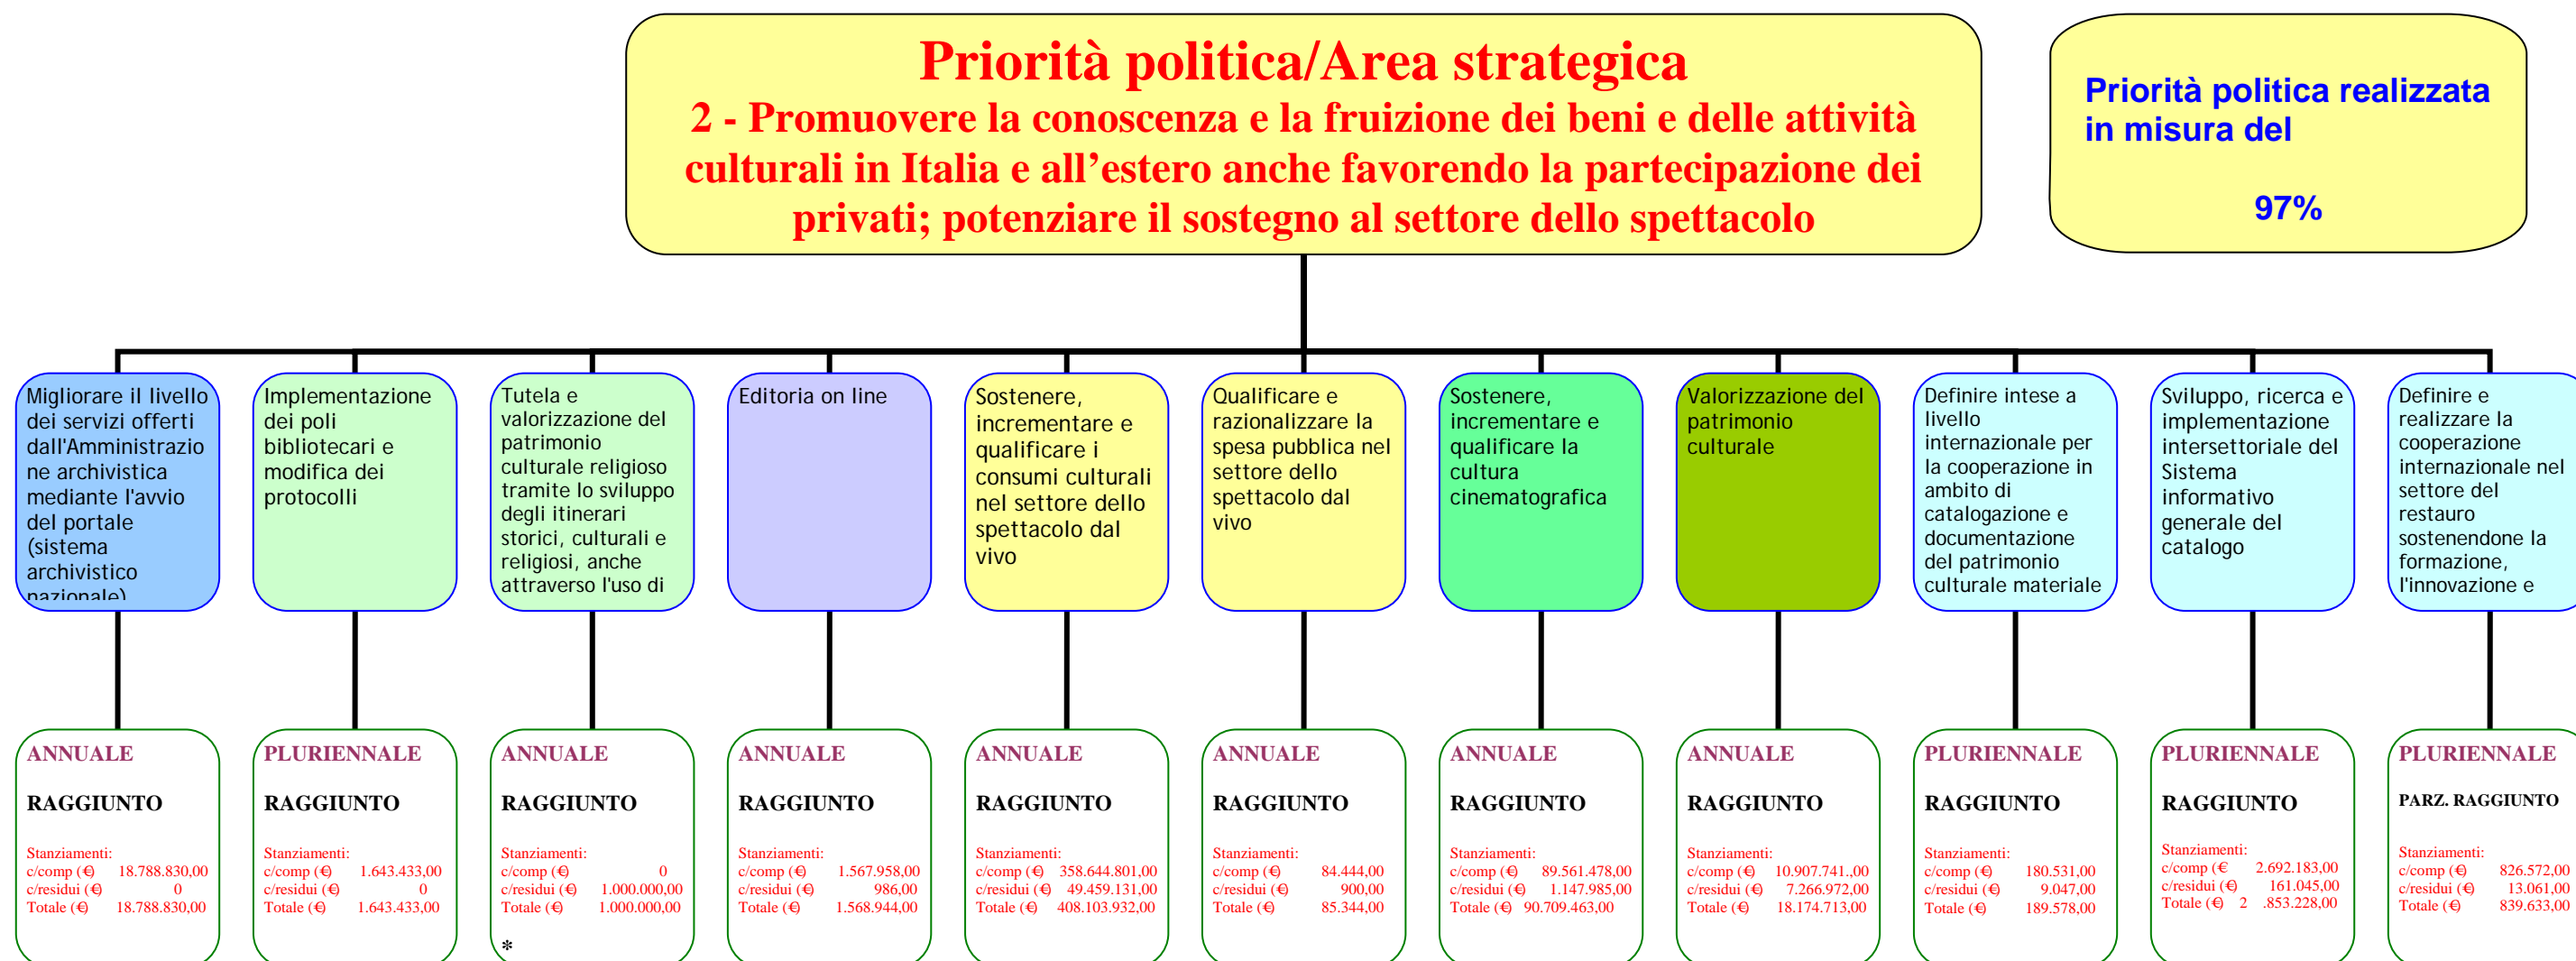 Priorità politica/Area strategica
2 - Promuovere la conoscenza e la fruizione dei beni e delle attività
culturali in Italia e all'estero anche favorendo la partecipazione dei
privati; potenziare il sostegno al settore dello spettacolo
Priorità politica realizzata
in misura del
97%
Migliorare il livello
dei servizi offerti
dall'Amministrazio
ne archivistica
mediante l'avvio
del portale
(sistema
archivistico
nazionale)
Implementazione
dei poli
bibliotecari e
modifica dei
protocolli
Tutela e
valorizzazione del
patrimonio
culturale religioso
tramite lo sviluppo
degli itinerari
storici, culturali e
religiosi, anche
attraverso l'uso di
Editoria on line
Sostenere,
incrementare e
qualificare i
consumi culturali
nel settore dello
spettacolo dal
vivo
Qualificare e
razionalizzare la
spesa pubblica nel
settore dello
spettacolo dal
vivo
Sostenere,
incrementare e
qualificare la
cultura
cinematografica
Valorizzazione del
patrimonio
culturale
Definire intese a
livello
internazionale per
la cooperazione in
ambito di
catalogazione e
documentazione
del patrimonio
culturale materiale
Sviluppo, ricerca e
implementazione
intersettoriale del
Sistema
informativo
generale del
catalogo
Definire e
realizzare la
cooperazione
internazionale nel
settore del
restauro
sostenendone la
formazione,
l'innovazione e
ANNUALE
RAGGIUNTO
Stanziamenti:
c/comp (€) 18.788.830,00
c/residui (€) 0
Totale (€) 18.788.830,00
PLURIENNALE
RAGGIUNTO
Stanziamenti:
c/comp (€) 1.643.433,00
c/residui (€) 0
Totale (€) 1.643.433,00
ANNUALE
RAGGIUNTO
Stanziamenti:
c/comp (€) 0
c/residui (€) 1.000.000,00
Totale (€) 1.000.000,00
*
ANNUALE
RAGGIUNTO
Stanziamenti:
c/comp (€) 1.567.958,00
c/residui (€) 986,00
Totale (€) 1.568.944,00
ANNUALE
RAGGIUNTO
Stanziamenti:
c/comp (€) 358.644.801,00
c/residui (€) 49.459.131,00
Totale (€) 408.103.932,00
ANNUALE
RAGGIUNTO
Stanziamenti:
c/comp (€) 84.444,00
c/residui (€) 900,00
Totale (€) 85.344,00
ANNUALE
RAGGIUNTO
Stanziamenti:
c/comp (€) 89.561.478,00
c/residui (€) 1.147.985,00
Totale (€) 90.709.463,00
ANNUALE
RAGGIUNTO
Stanziamenti:
c/comp (€) 10.907.741.,00
c/residui (€) 7.266.972,00
Totale (€) 18.174.713,00
PLURIENNALE
RAGGIUNTO
Stanziamenti:
c/comp (€) 180.531,00
c/residui (€) 9.047,00
Totale (€) 189.578,00
PLURIENNALE
RAGGIUNTO
Stanziamenti:
c/comp (€ 2.692.183,00
c/residui (€) 161.045,00
Totale (€) 2 .853.228,00
PLURIENNALE
PARZ. RAGGIUNTO
Stanziamenti:
c/comp (€) 826.572,00
c/residui (€) 13.061,00
Totale (€) 839.633,00